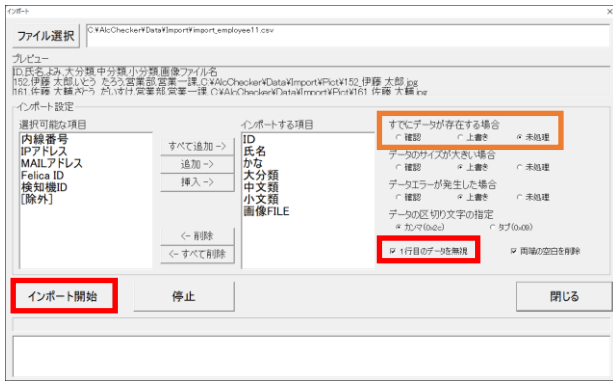 インポート
ファイル選択
C:¥AlcChecker¥Data¥Import¥import_employee11.csv
プレビュー
ID,氏名,よみ,大分類,中分類,小分類,画像ファイル名
152,伊藤 太郎,いとう たろう,営業部,営業一課,,C:¥AlcChecker¥Data¥Import¥Pict¥152_伊藤 太郎.jpg
161,佐藤 大輔,さとう だいすけ,営業部,営業一課,,C:¥AlcChecker¥Data¥Import¥Pict¥161_佐藤 大輔.jpg
インポート設定
選択可能な項目
内線番号
IPアドレス
MAILアドレス
Felica ID
検知機ID
[除外]
すべて追加 ->
追加 ->
挿入 ->
<- 削除
<- すべて削除
インポートする項目
ID
氏名
かな
大分類
中文類
小文類
画像FILE
すでにデータが存在する場合
確認 上書き 未処理
データのサイズが大きい場合
確認 上書き 未処理
データエラーが発生した場合
確認 上書き 未処理
データの区切り文字の指定
カンマ(0x2c) タブ(0x09)
1行目のデータを無視 両端の空白を削除
インポート開始 停止 閉じる